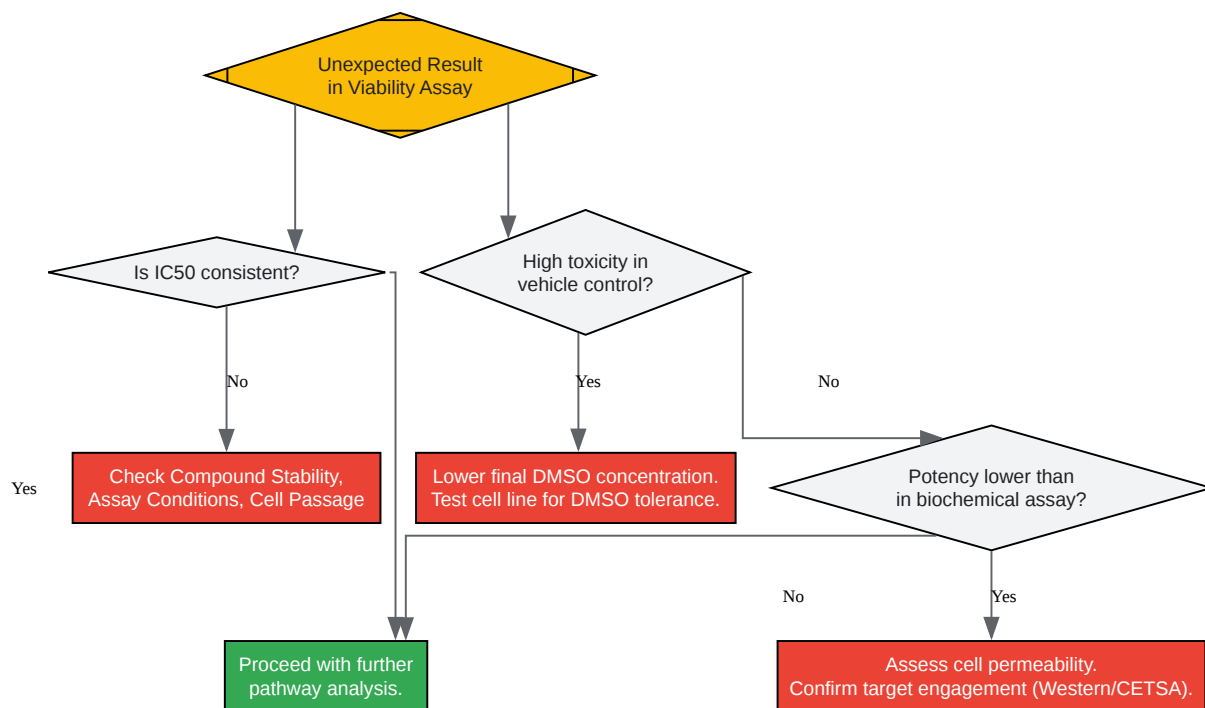 Unexpected Result
in Viability Assay
Is IC50 consistent?
High toxicity in
vehicle control?
No
Yes
No
Check Compound Stability,
Assay Conditions, Cell Passage
Lower final DMSO concentration.
Test cell line for DMSO tolerance.
Potency lower than
in biochemical assay?
Yes
No
Yes
Proceed with further
pathway analysis.
Assess cell permeability.
Confirm target engagement (Western/CETSA).